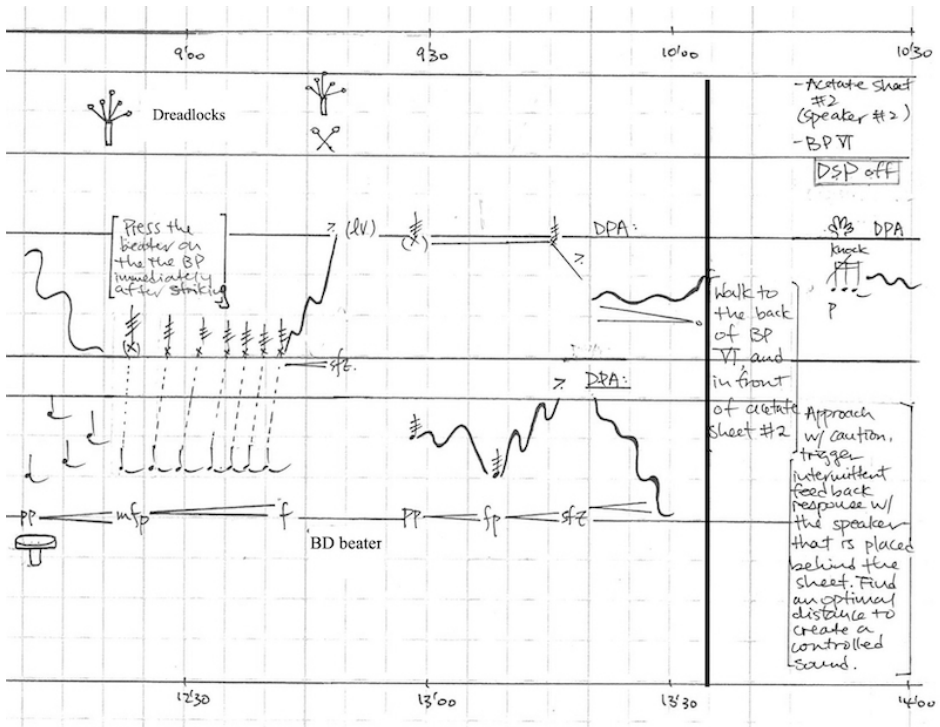 9'00
9'30
10'00
10'30
Dreadlocks
- Acetate sheet
#2
(speaker #2)
- BP VI
DSP off
Press the
beater on
the the BP
immediately
after striking
(lv)
DPA:
DPA
knock
P
sfz.
DPA:
Walk to
the back
of BP
VI, and
in front
of acetate
sheet #2
Approach
w/ caution,
trigger
intermittent
feedback
response w/
the speaker
that is placed
behind the
sheet. Find
an optimal
distance to
create a
controlled
sound.
PP
mfp
f
PP
fp
sfz
BD beater
12'30
13'00
13'30
14'00